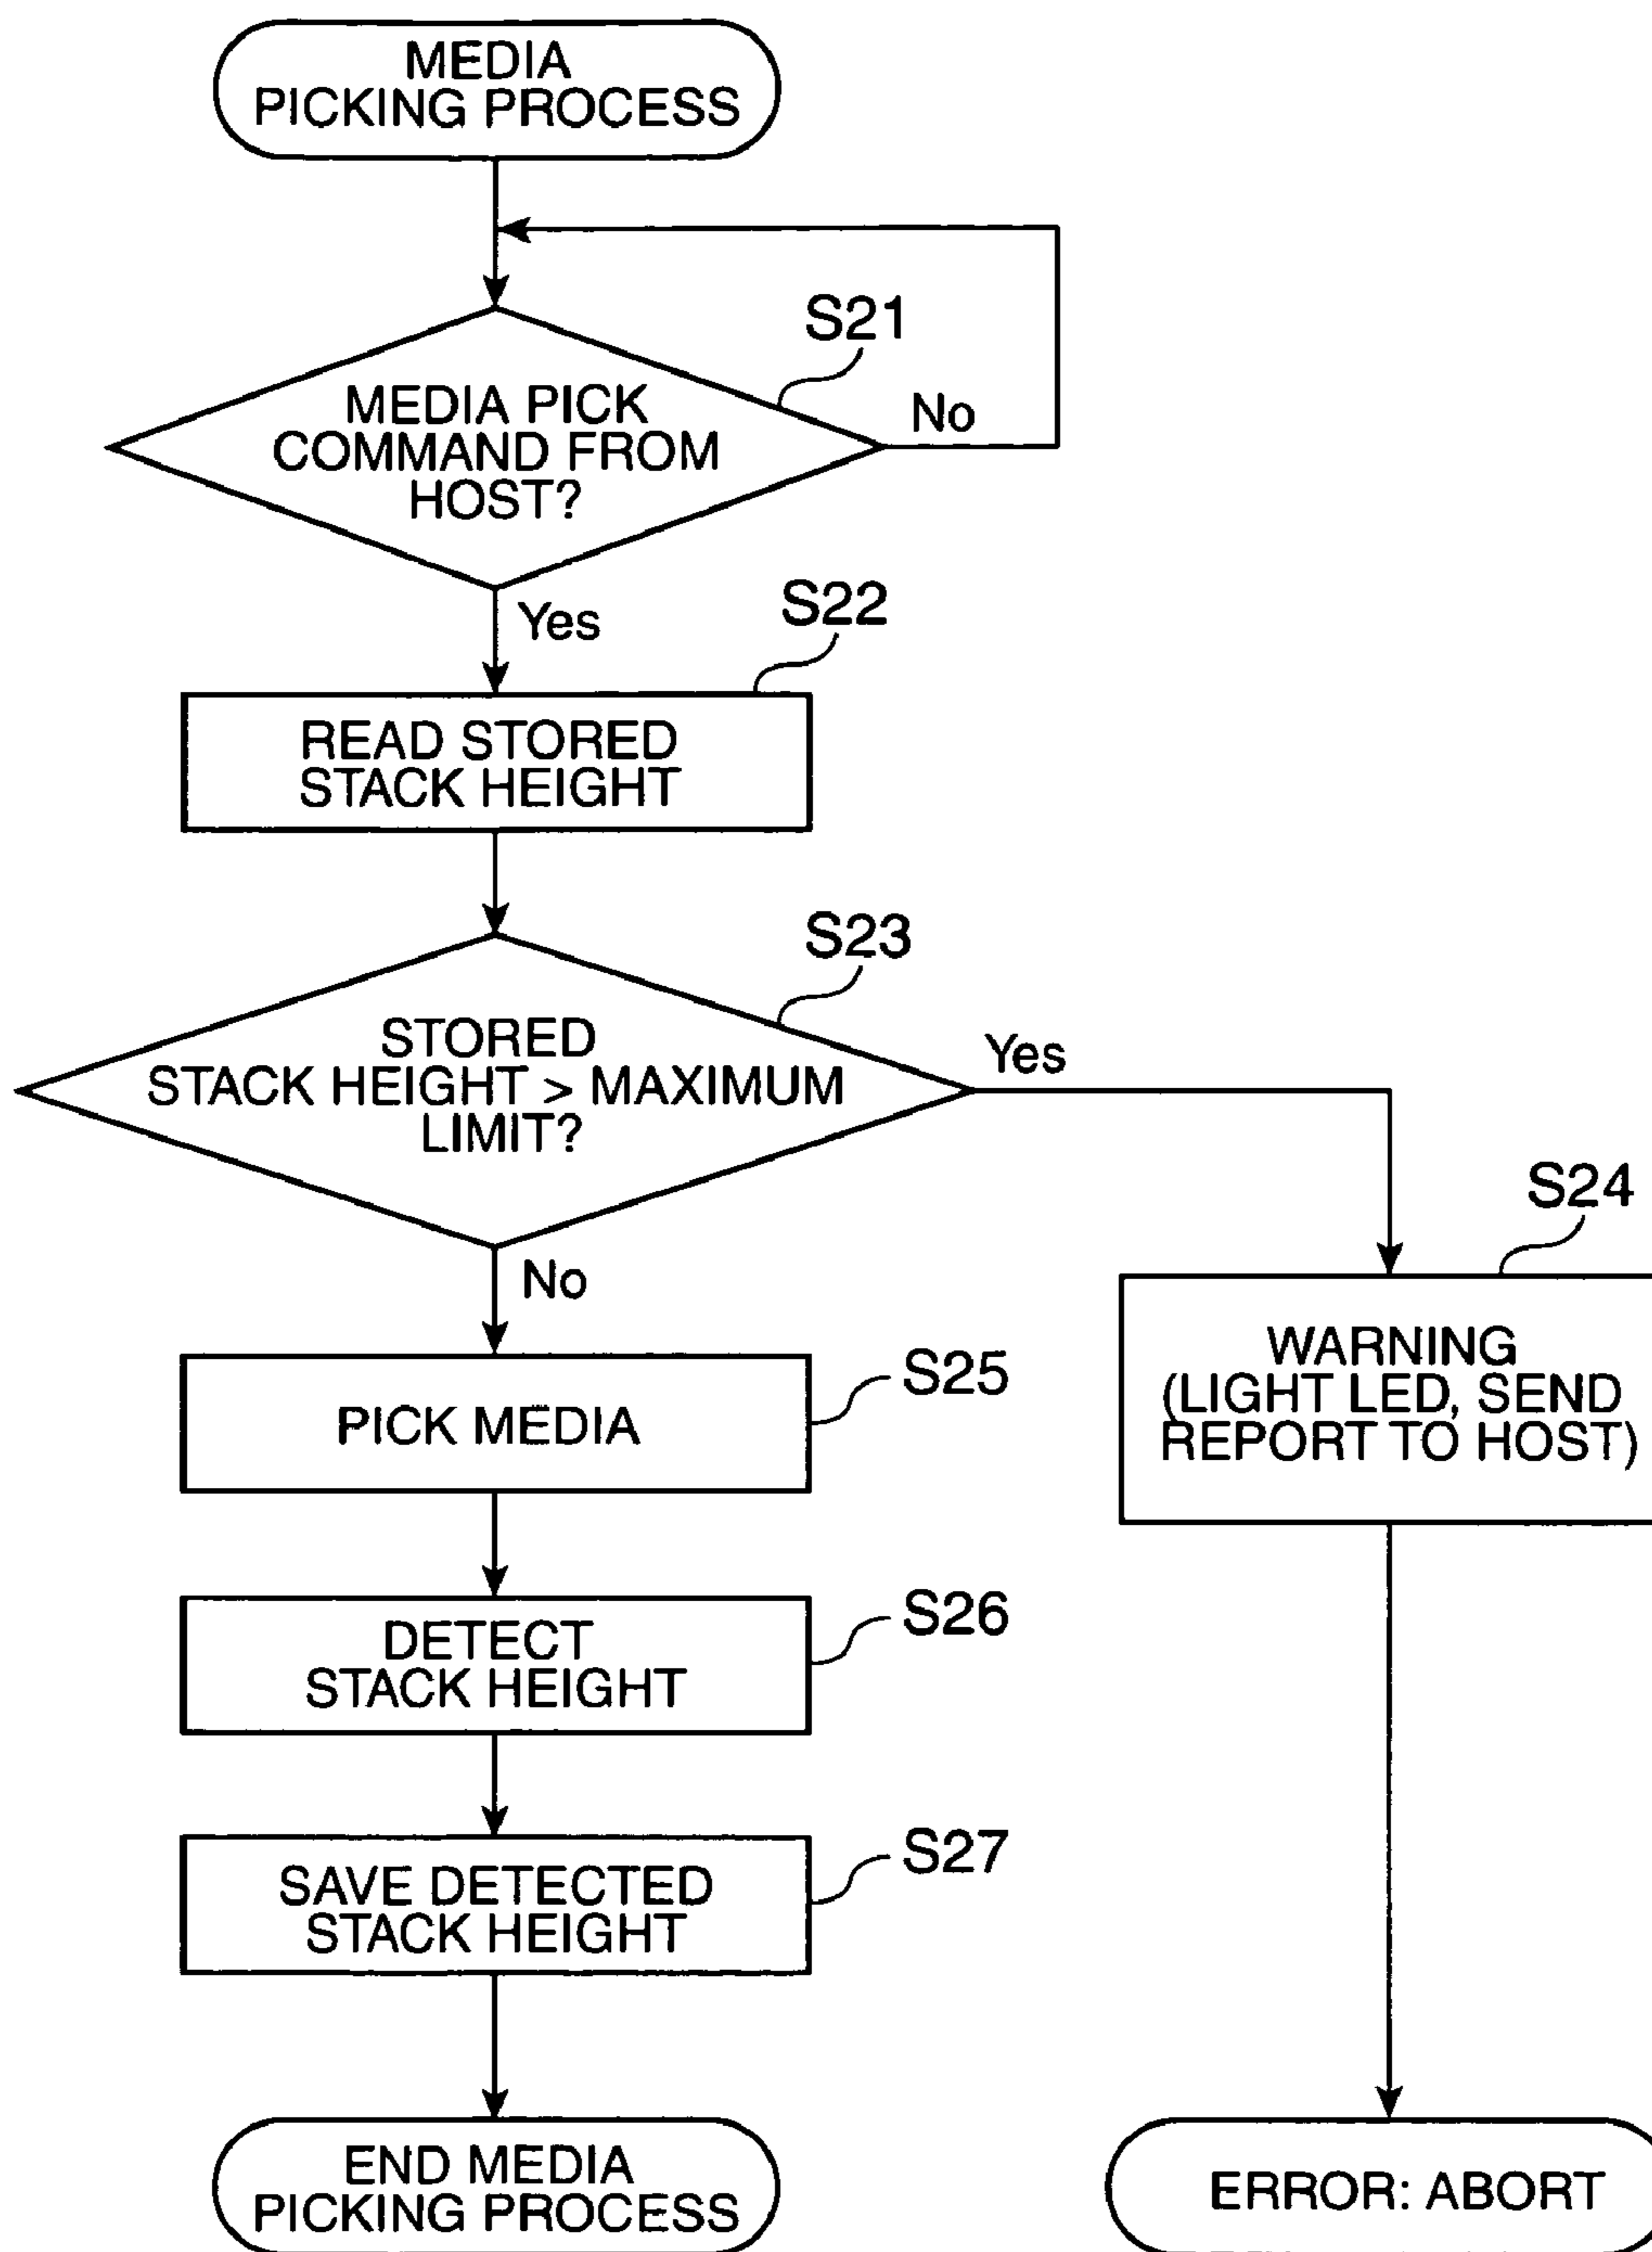 MEDIA
PICKING PROCESS
S21
MEDIA PICK
COMMAND FROM
HOST?
No
Yes
S22
READ STORED
STACK HEIGHT
S23
STORED
STACK HEIGHT > MAXIMUM
LIMIT?
Yes
No
S24
WARNING
(LIGHT LED, SEND
REPORT TO HOST)
S25
PICK MEDIA
S26
DETECT
STACK HEIGHT
S27
SAVE DETECTED
STACK HEIGHT
END MEDIA
PICKING PROCESS
ERROR: ABORT